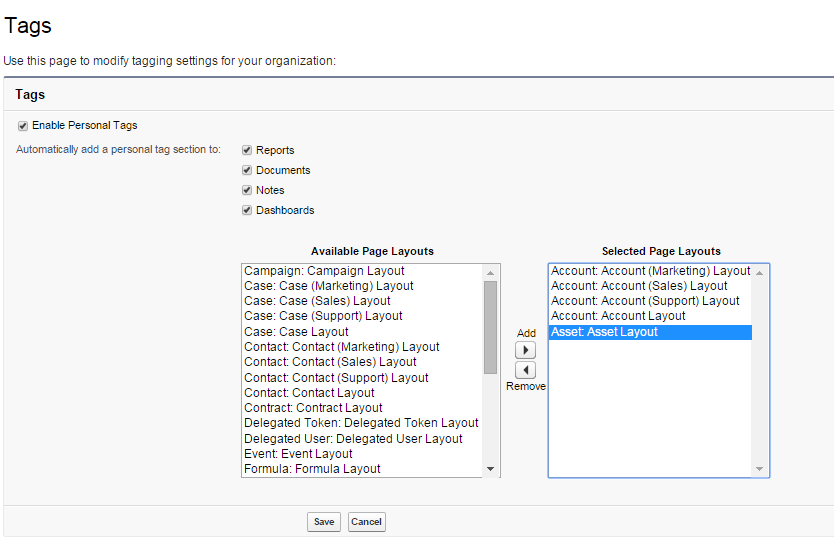 Tags
Use this page to modify tagging settings for your organization:
Tags
Enable Personal Tags
Automatically add a personal tag section to:
Reports
Documents
Notes
Dashboards
Available Page Layouts
Campaign: Campaign Layout
Case: Case (Marketing) Layout
Case: Case (Sales) Layout
Case: Case (Support) Layout
Case: Case Layout
Contact: Contact (Marketing) Layout
Contact: Contact (Sales) Layout
Contact: Contact (Support) Layout
Contact: Contact Layout
Contract: Contract Layout
Delegated Token: Delegated Token Layout
Delegated User: Delegated User Layout
Event: Event Layout
Formula: Formula Layout
Add
Remove
Selected Page Layouts
Account: Account (Marketing) Layout
Account: Account (Sales) Layout
Account: Account (Support) Layout
Account: Account Layout
Asset: Asset Layout
Save
Cancel